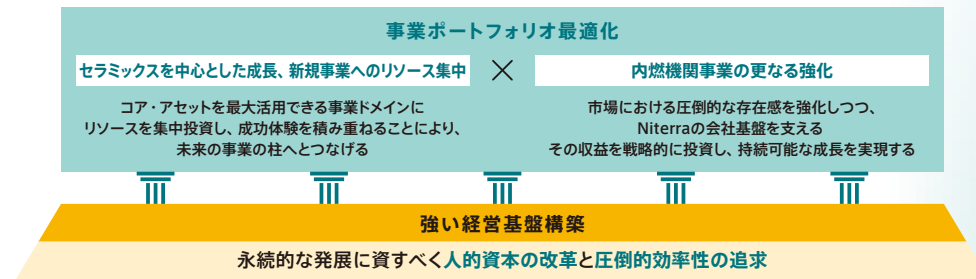 事業ポートフォリオ最適化
セラミックスを中心とした成長、新規事業へのリソース集中
×
内燃機関事業の更なる強化
コア・アセットを最大活用できる事業ドメインに
リソースを集中投資し、成功体験を積み重ねることにより、
未来の事業の柱へとつなげる
市場における圧倒的な存在感を強化しつつ、
Niterraの会社基盤を支える
その収益を戦略的に投資し、持続可能な成長を実現する
強い経営基盤構築
永続的な発展に資すべく人的資本の改革と圧倒的効率性の追求